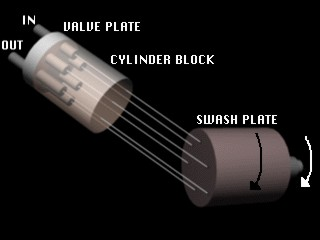 IN
VALVE PLATE
OUT
CYLINDER BLOCK
SWASH PLATE